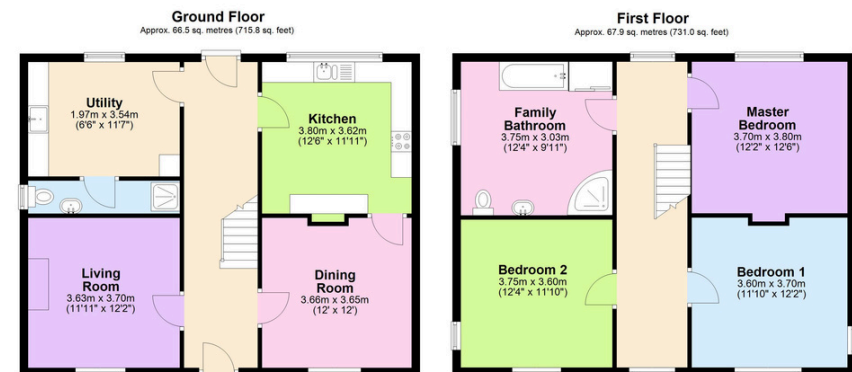 Ground Floor
Approx. 66.5 sq. metres (715.8 sq. feet)
Utility
1.97m x 3.54m
(6'6" x 11'7")
Kitchen
3.80m x 3.62m
(12'6" x 11'11")
Living
Room
3.63m x 3.70m
(11'11" x 12'2")
Dining
Room
3.66m x 3.65m
(12' x 12')
First Floor
Approx. 67.9 sq. metres (731.0 sq. feet)
Family
Bathroom
3.75m x 3.03m
(12'4" x 9'11")
Master
Bedroom
3.70m x 3.80m
(12'2" x 12'6")
Bedroom 2
3.75m x 3.60m
(12'4" x 11'10")
Bedroom 1
3.60m x 3.70m
(11'10" x 12'2")